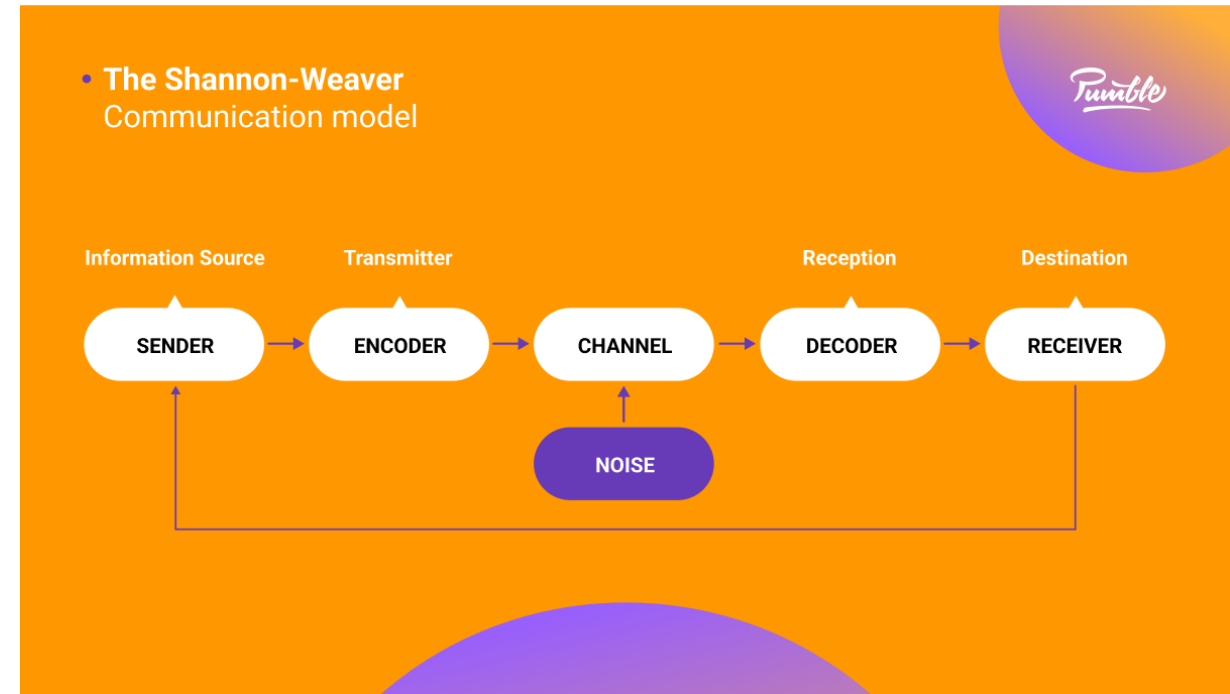 The Shannon-Weaver
Communication model
Pumble
Information Source
Transmitter
Reception
Destination
SENDER
ENCODER
CHANNEL
DECODER
RECEIVER
NOISE